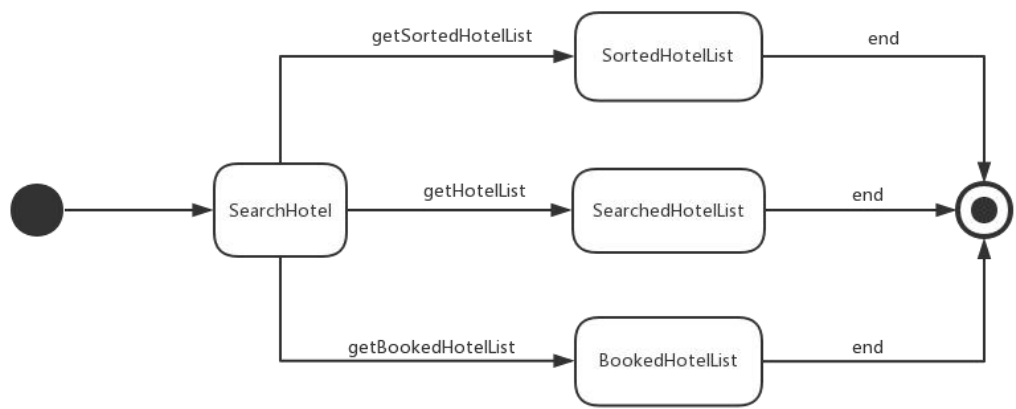 getSortedHotelList
SortedHotelList
end
SearchHotel
getHotelList
SearchedHotelList
end
getBookedHotelList
BookedHotelList
end